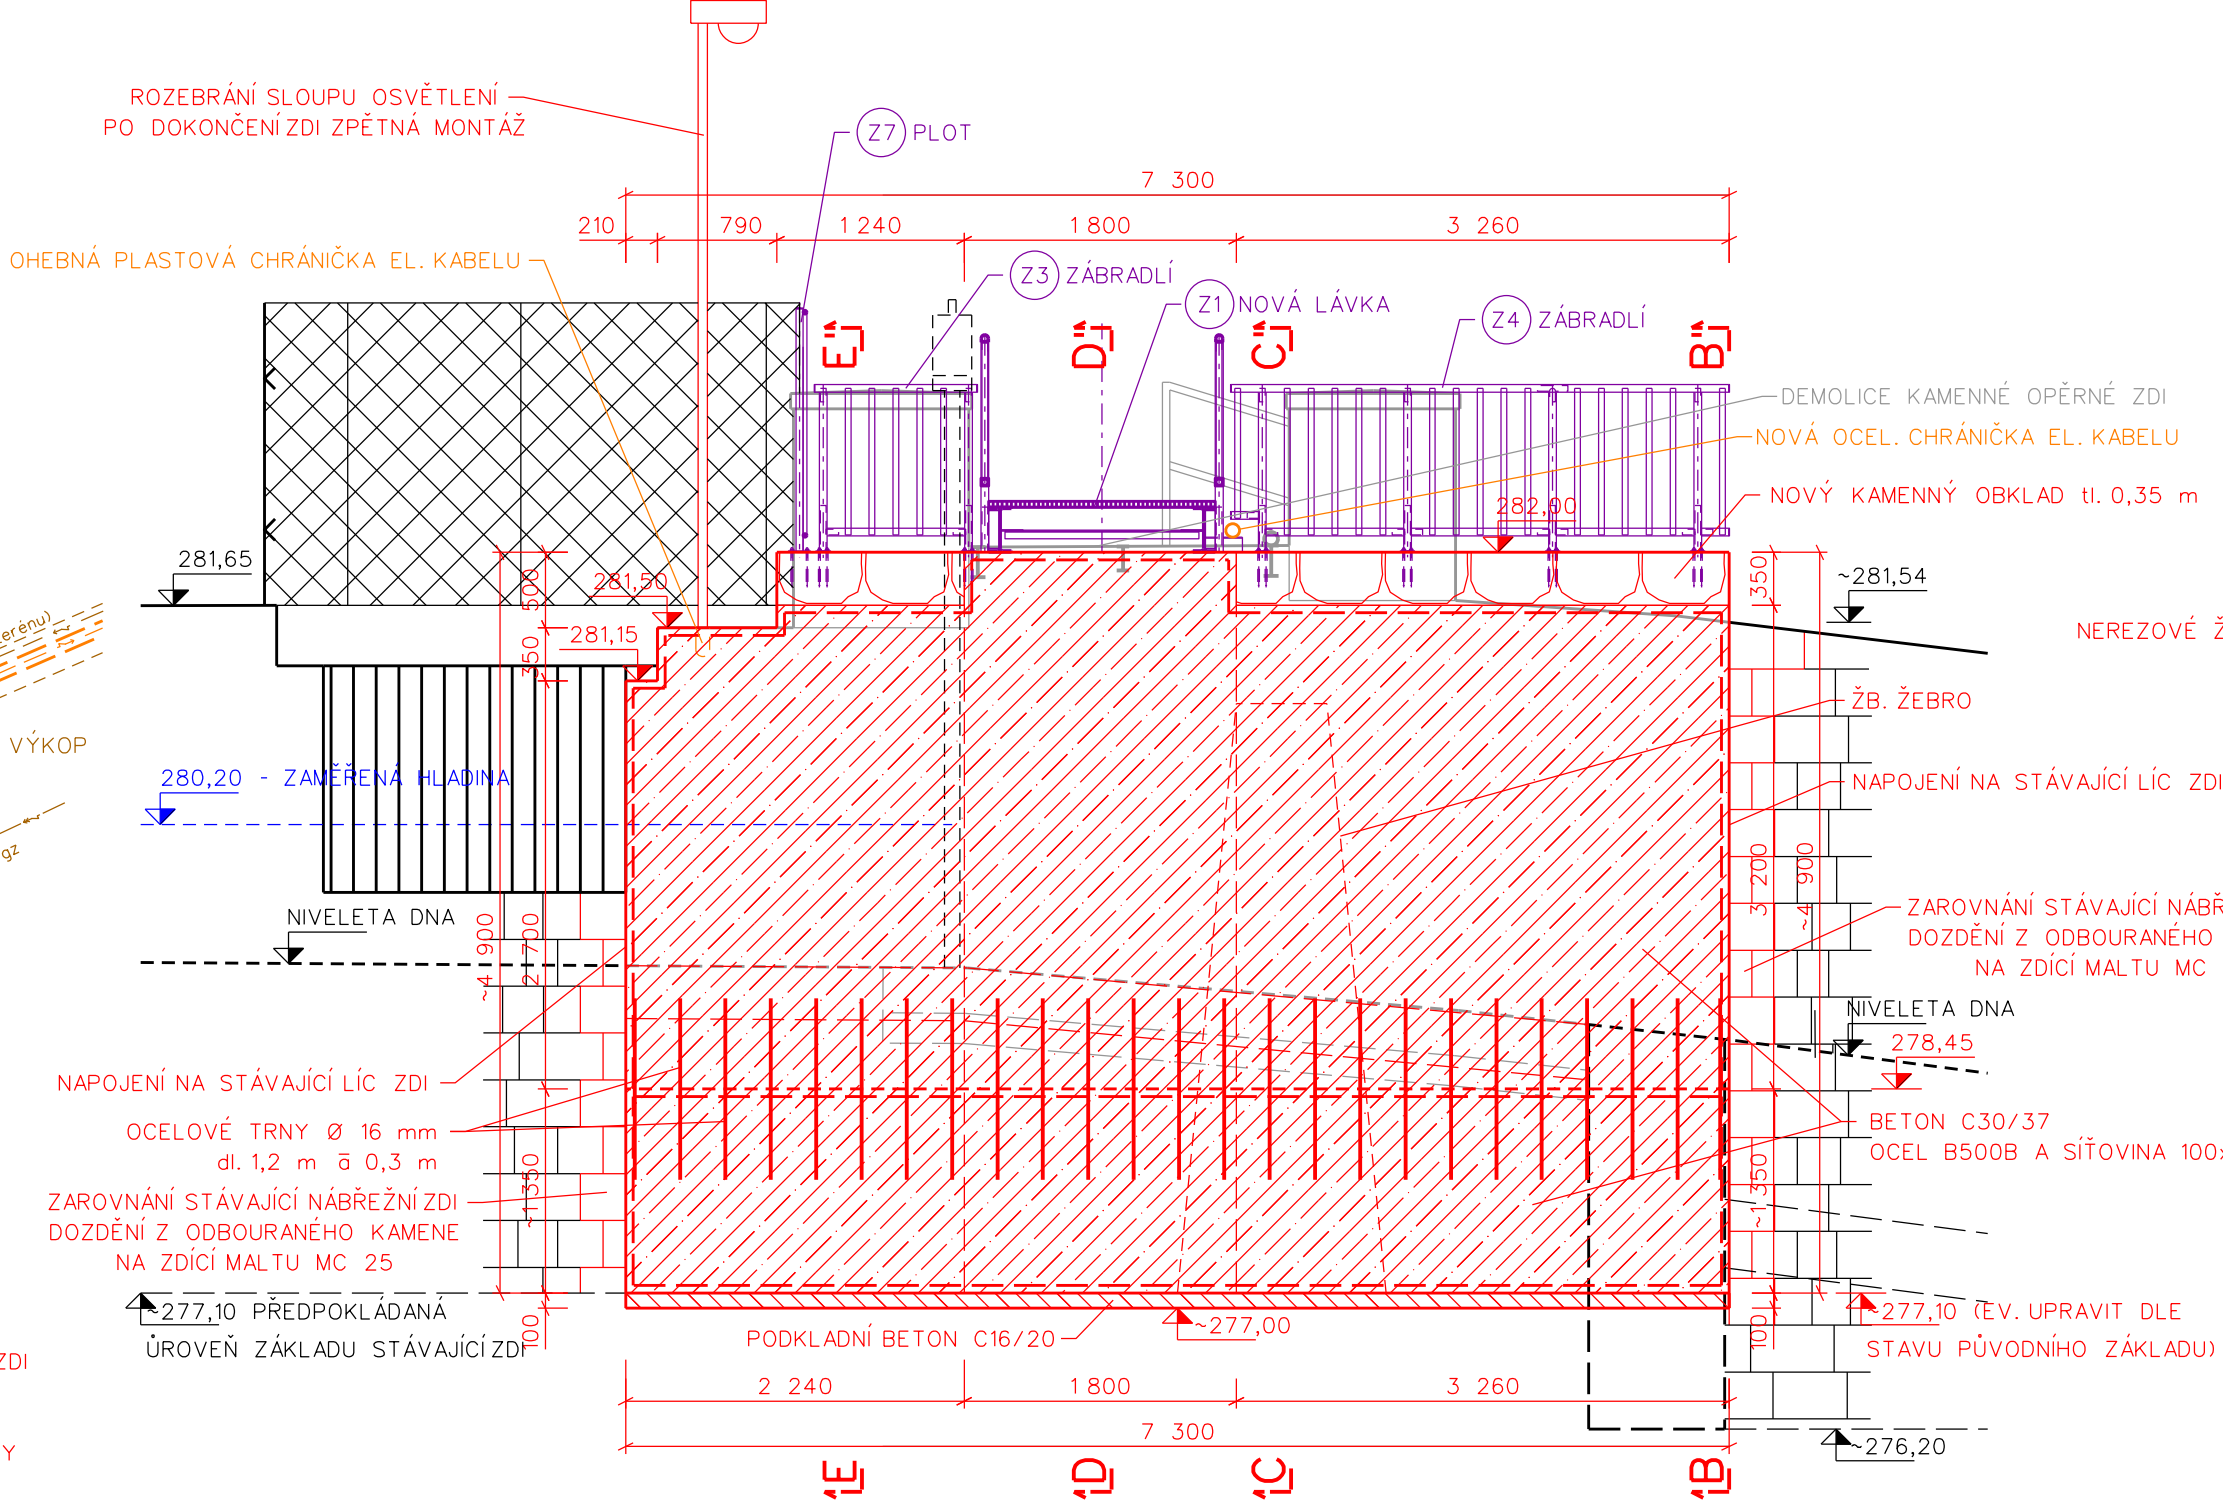 ROZEBRÁNÍ SLOUPU OSVĚTLENÍ
PO DOKONČENÍ ZDI ZPĚTNÁ MONTÁŽ
Z7 PLOT
7 300
210
790
1 240
1 800
3 260
OHEBNÁ PLASTOVÁ CHRÁNIČKA EL. KABELU
Z3 ZÁBRADLÍ
Z1 NOVÁ LÁVKA
Z4 ZÁBRADLÍ
E"
D"
C"
B"
DEMOLICE KAMENNÉ OPĚRNÉ ZDI
NOVÁ OCEL. CHRÁNIČKA EL. KABELU
NOVÝ KAMENNÝ OBKLAD tl. 0,35 m
282,00
281,65
281,50
281,15
500
350
350
~281,54
erénu)
NEREZOVÉ Ž
VÝKOP
ŽB. ŽEBRO
280,20 - ZAMĚŘENÁ HLADINA
NAPOJENÍ NA STÁVAJÍCÍ LÍC ZDI
gz
3 200
~4 900
NIVELETA DNA
~4 900
2 700
ZAROVNÁNÍ STÁVAJÍCÍ NÁBŘ
DOZDĚNÍ Z ODBOURANÉHO
NA ZDÍCÍ MALTU MC
NIVELETA DNA
278,45
NAPOJENÍ NA STÁVAJÍCÍ LÍC ZDI
OCELOVÉ TRNY Ø 16 mm
dl. 1,2 m ā 0,3 m
BETON C30/37
OCEL B500B A SÍŤOVINA 100x
~1 350
~1 350
ZAROVNÁNÍ STÁVAJÍCÍ NÁBŘEŽNÍ ZDI
DOZDĚNÍ Z ODBOURANÉHO KAMENE
NA ZDÍCÍ MALTU MC 25
~277,10 PŘEDPOKLÁDANÁ
ÚROVEŇ ZÁKLADU STÁVAJÍCÍ ZDI
100
PODKLADNÍ BETON C16/20
~277,00
100
~277,10 (EV. UPRAVIT DLE
STAVU PŮVODNÍHO ZÁKLADU)
ZDI
2 240
1 800
3 260
7 300
Y
~276,20
E
D
C
B